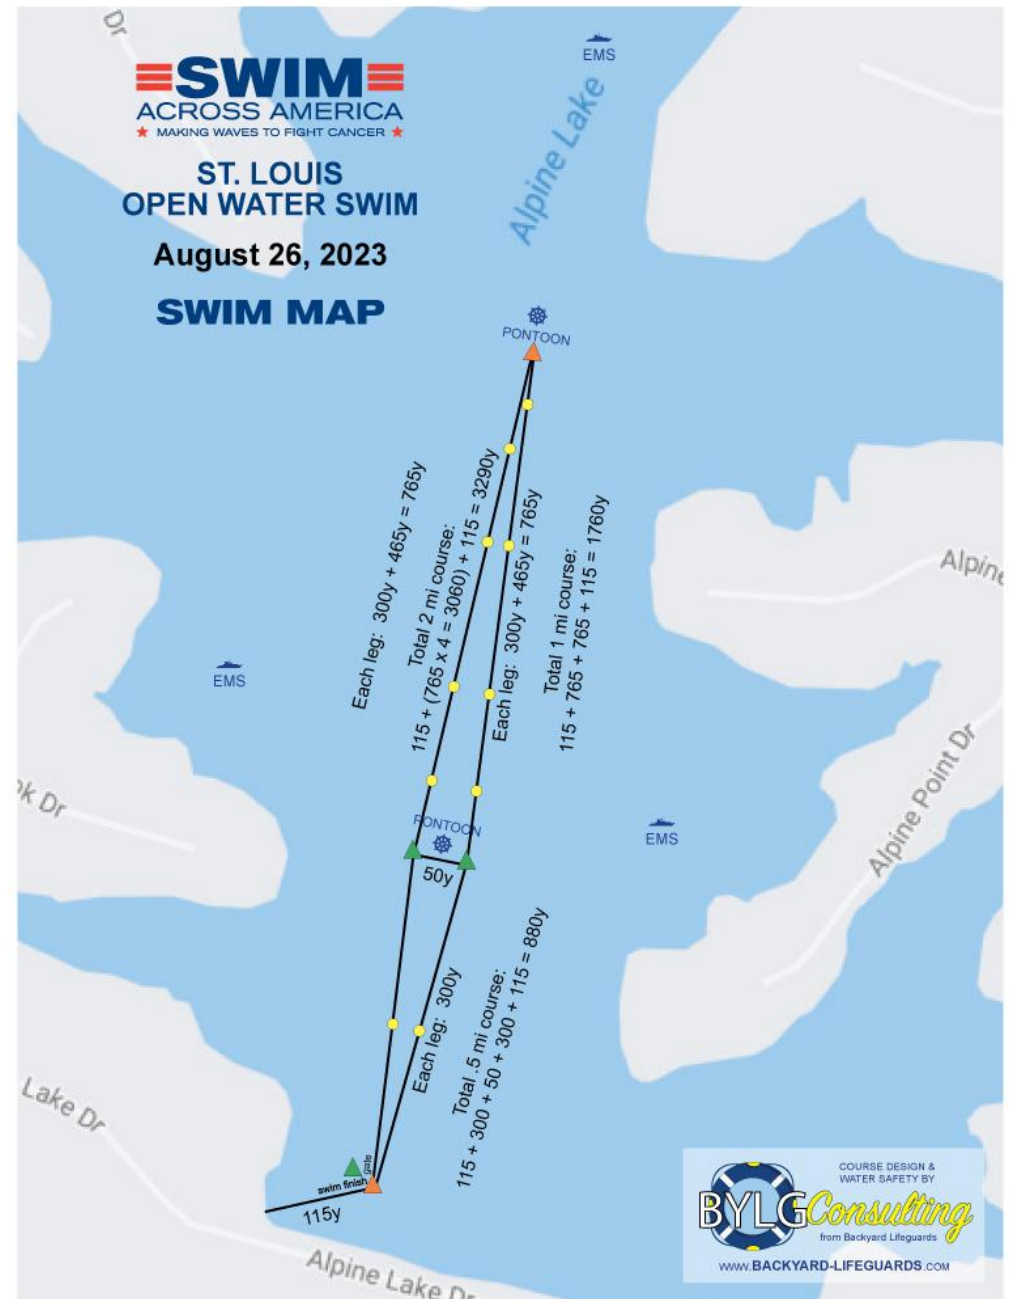 Dr
EMS
SWIM
ACROSS AMERICA
MAKING WAVES TO FIGHT CANCER
ST. LOUIS
OPEN WATER SWIM
August 26, 2023
SWIM MAP
Alpine Lake
PONTOON
Each leg: 300y + 465y = 765y
Total 2 mi course:
115 + (765 x 4 = 3060) + 115 = 3290y
Each leg: 300y + 465y = 765y
Total 1 mi course:
115 + 765 + 765 + 115 = 1760y
Alpine
EMS
Alpine Point Dr
ok Dr
EMS
PONTOON
50y
Each leg: 300y
Total .5 mi course:
115 + 300 + 50 + 300 + 115 = 880y
Lake Dr
gate
swim finish
115y
Alpine Lake Dr
COURSE DESIGN &
WATER SAFETY BY
BYLG Consulting
from Backyard Lifeguards
www.BACKYARD-LIFEGUARDS.COM